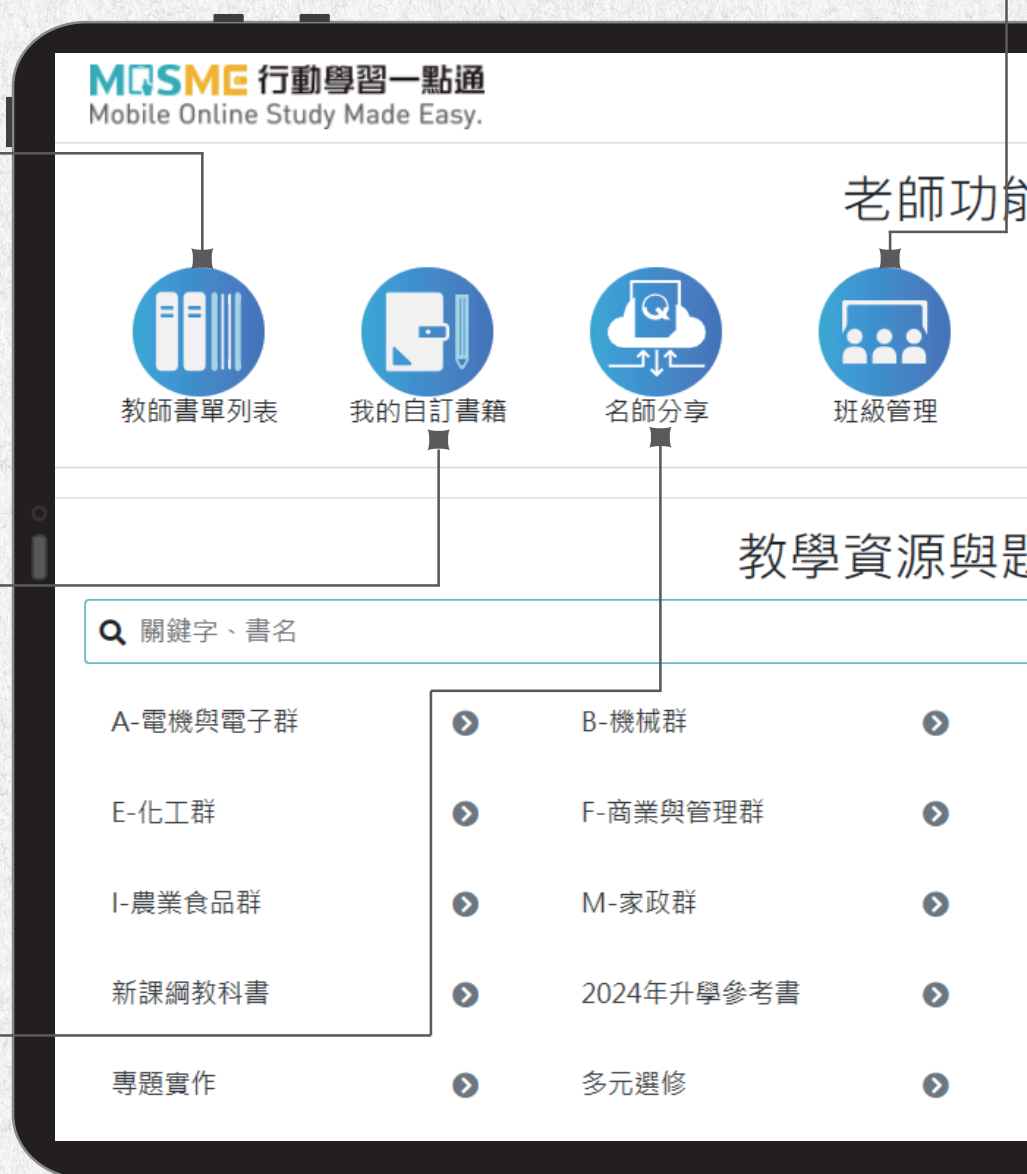 MOSME 行動學習一點通
Mobile Online Study Made Easy.
老師功能
教師書單列表
我的自訂書籍
名師分享
班級管理
教學資源與題
關鍵字、書名
A-電機與電子群
B-機械群
E-化工群
F-商業與管理群
I-農業食品群
M-家政群
新課綱教科書
2024年升學參考書
專題實作
多元選修